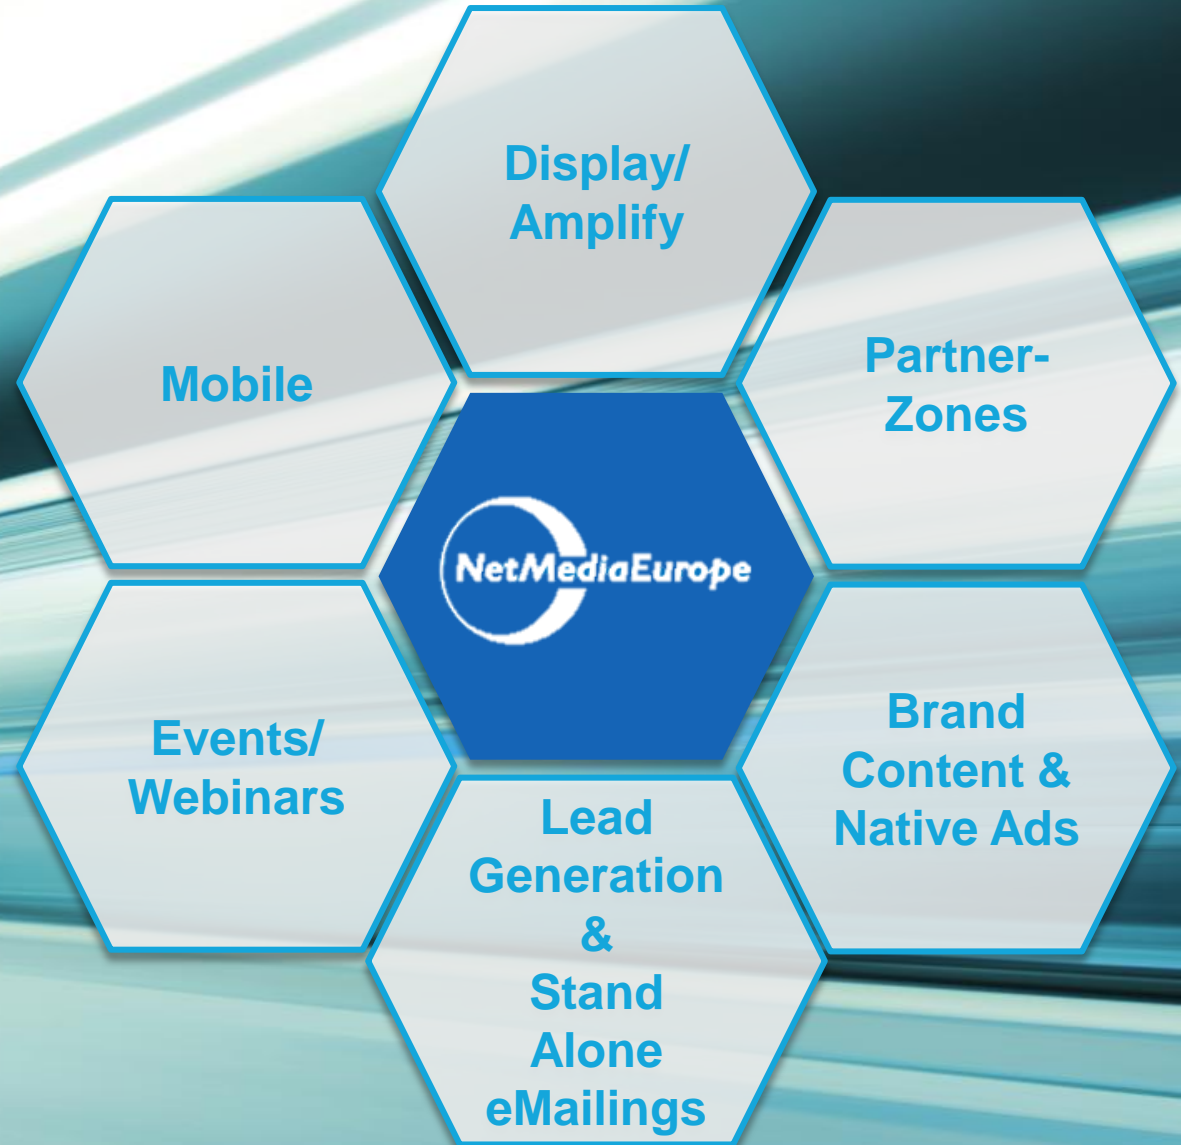 Display/
Amplify
Partner-
Zones
Mobile
NetMediaEurope
Brand
Content &
Native Ads
Events/
Webinars
Lead
Generation
&
Stand
Alone
eMailings